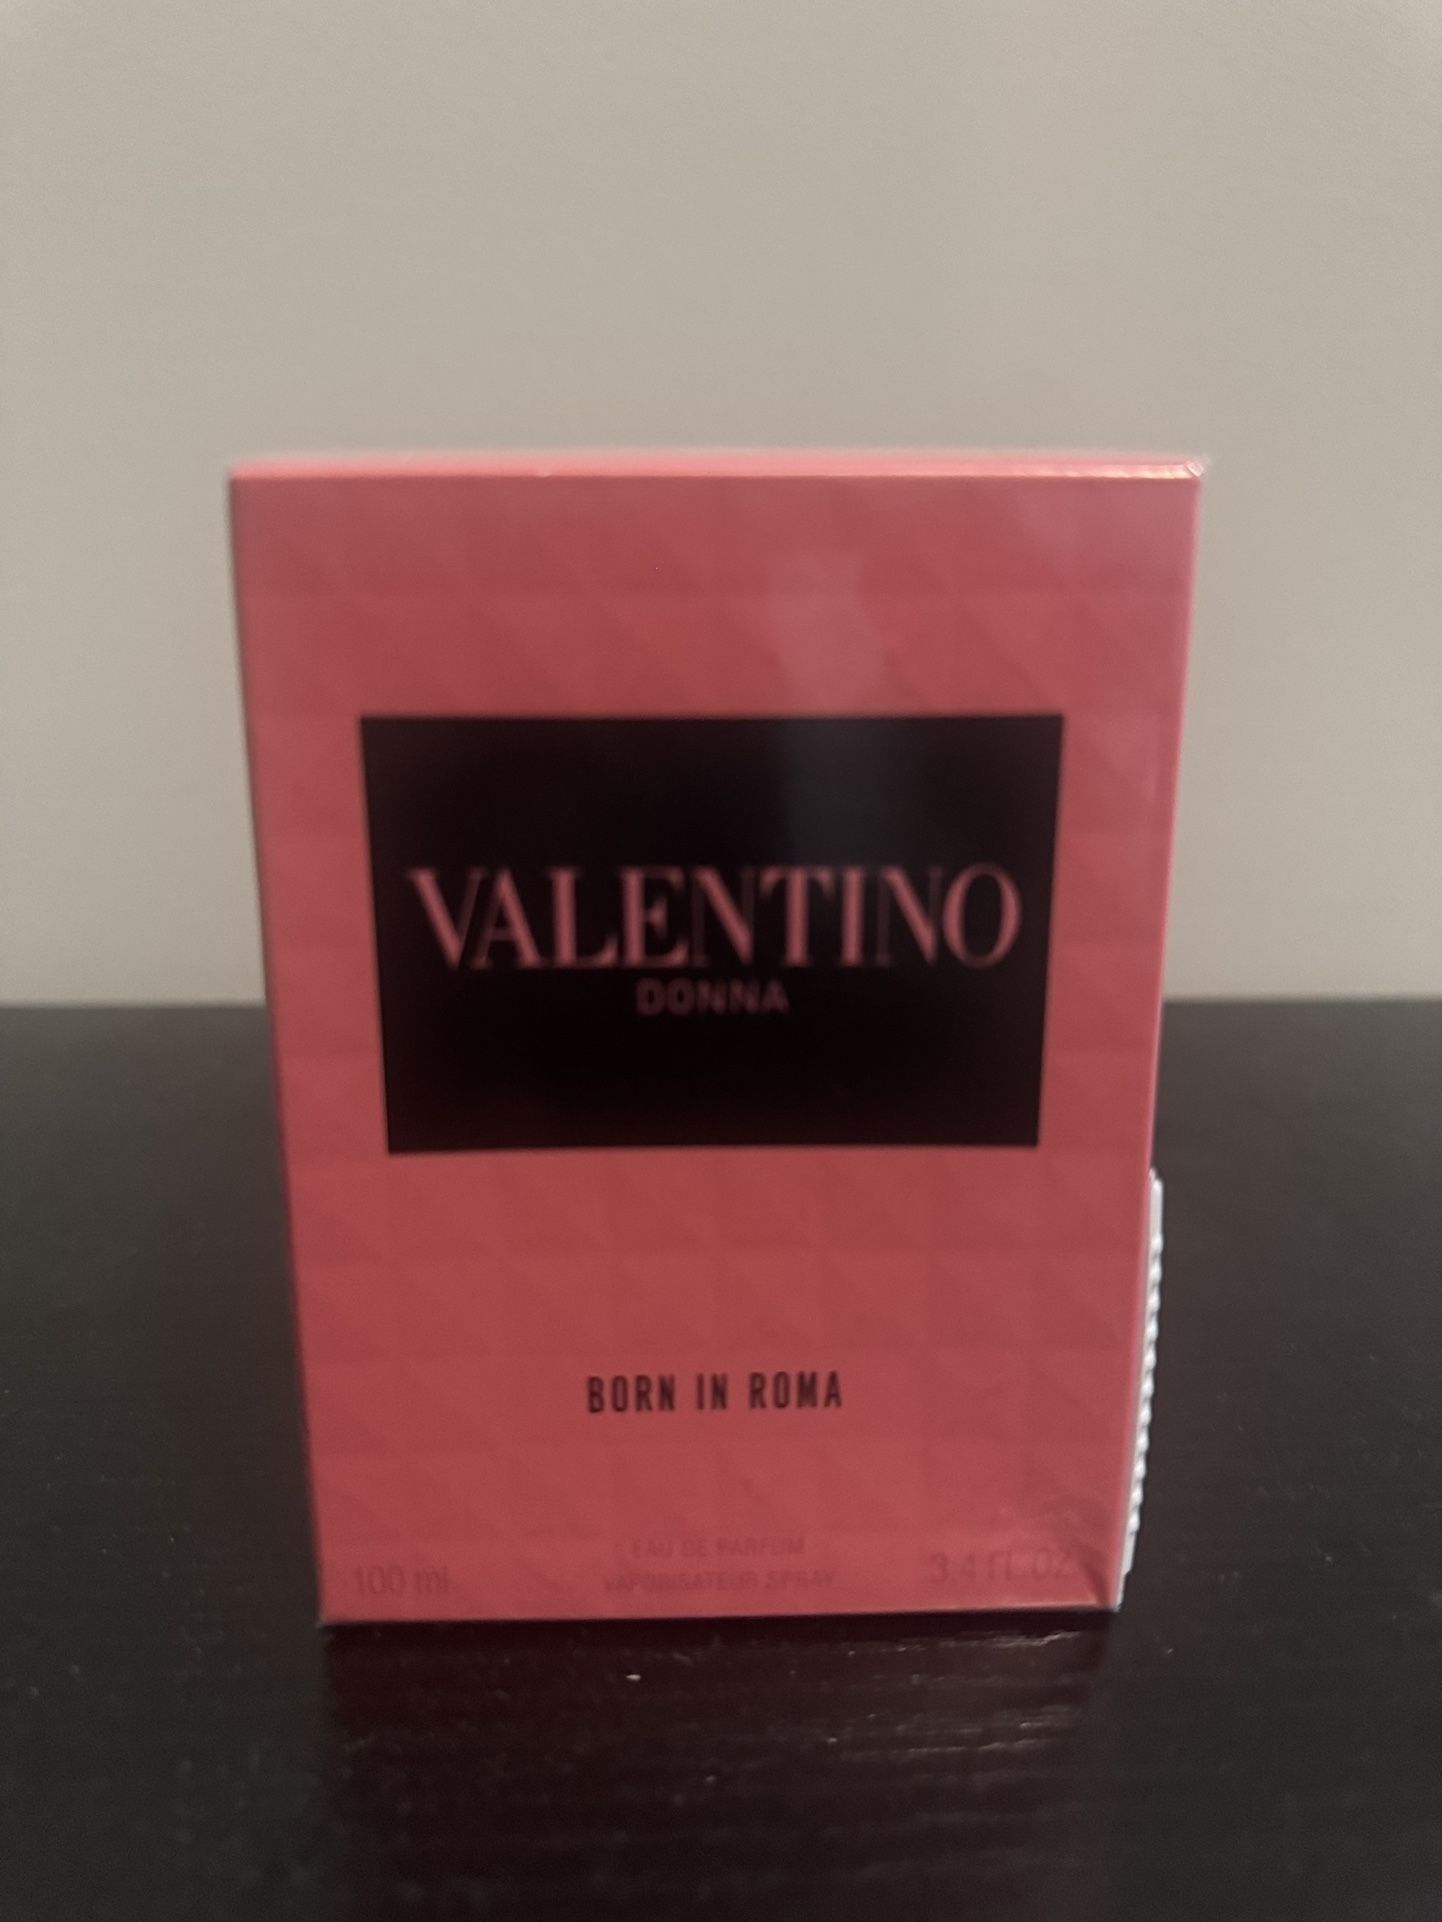 VALENTINO
DONNA
BORN IN ROMA
EAU DE PARFUM
100 ml VAPORISATEUR SPRAY 3.4 FL.OZ.